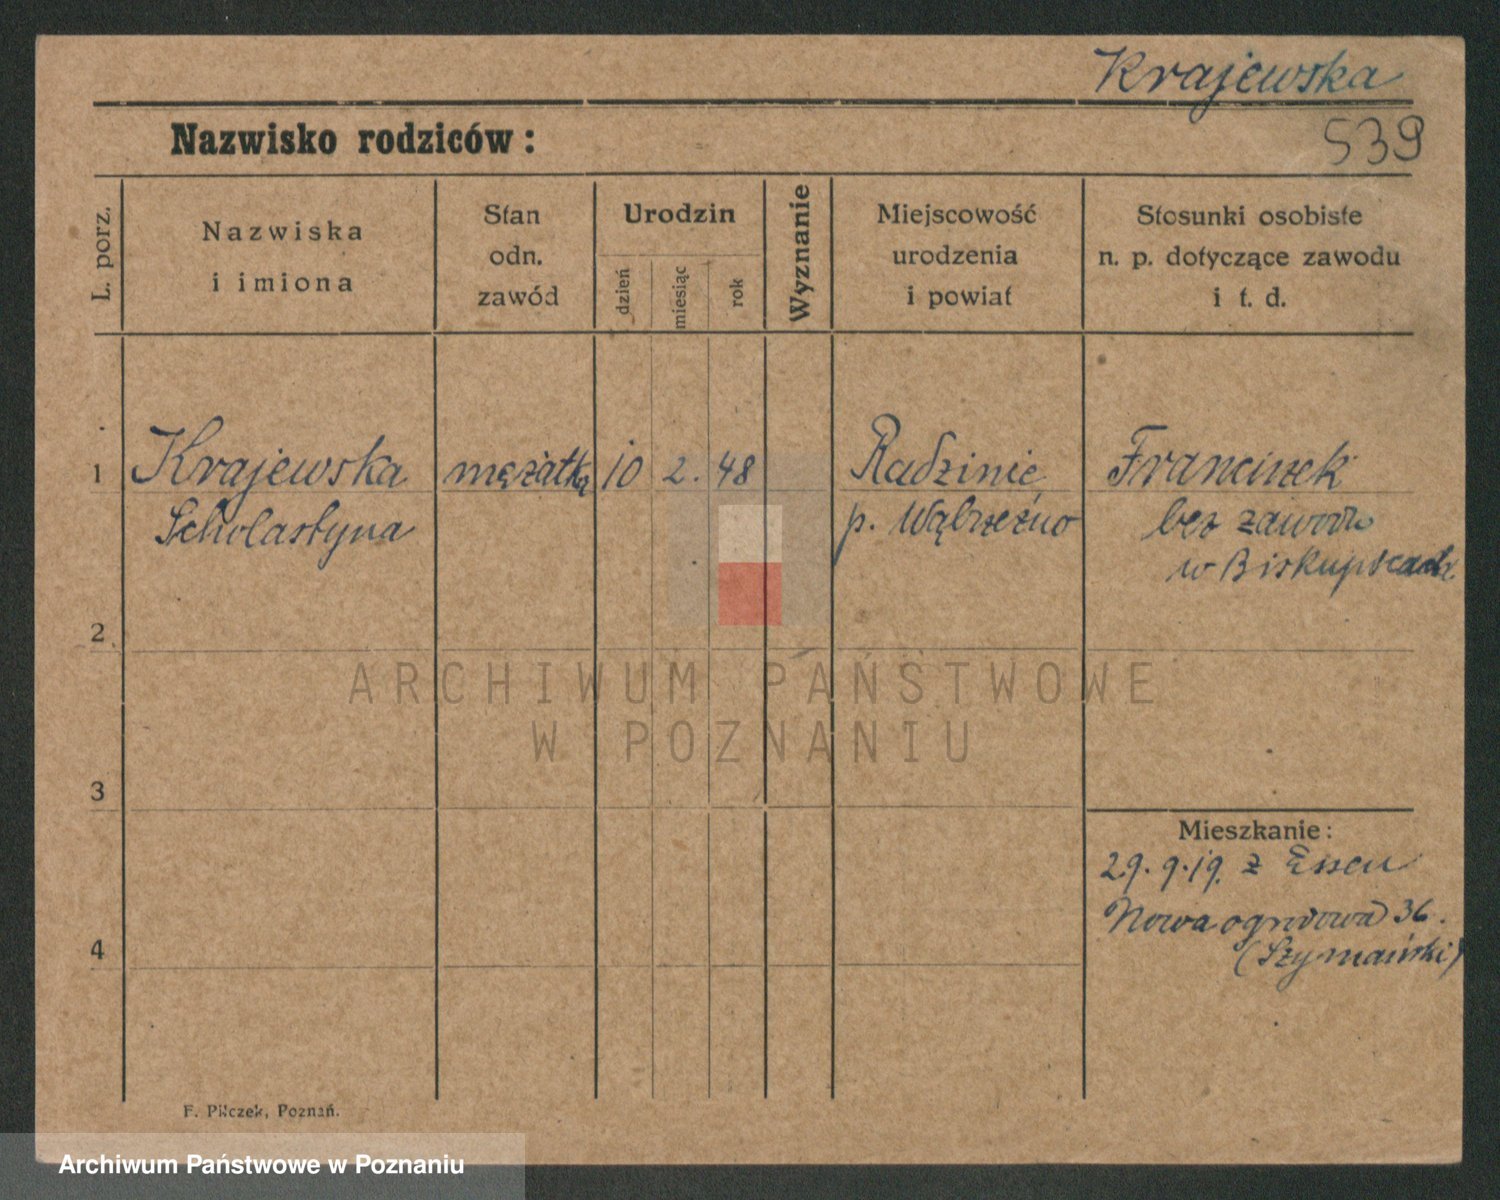 Krajewska
539
Nazwisko rodziców:
L. porz.
Nazwiska
i imiona
Stan
odn.
zawód
Urodzin
dzień
miesiąc
rok
Wyznanie
Miejscowość
urodzenia
i powiat
Stosunki osobiste
n. p. dotyczące zawodu
i t. d.
1 Krajewska mężatka 10 2. 48 Radzinie Franciszek
Scholastyna p. Wąbrzeźno bez zawodu
w Biskupicach
2
ARCHIWUM PAŃSTWOWE
W POZNANIU
3
Mieszkanie:
29. 9. 19. z Essen
Nowa ogrodowa 36.
4
(Szymański)
F. Pilczek, Poznań.
Archiwum Państwowe w Poznaniu